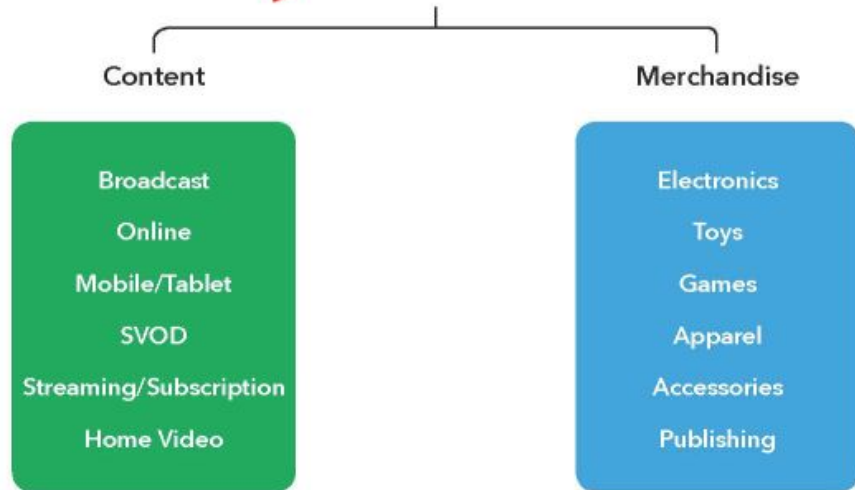 Content
Merchandise
Broadcast
Online
Mobile/Tablet
SVOD
Streaming/Subscription
Home Video
Electronics
Toys
Games
Apparel
Accessories
Publishing